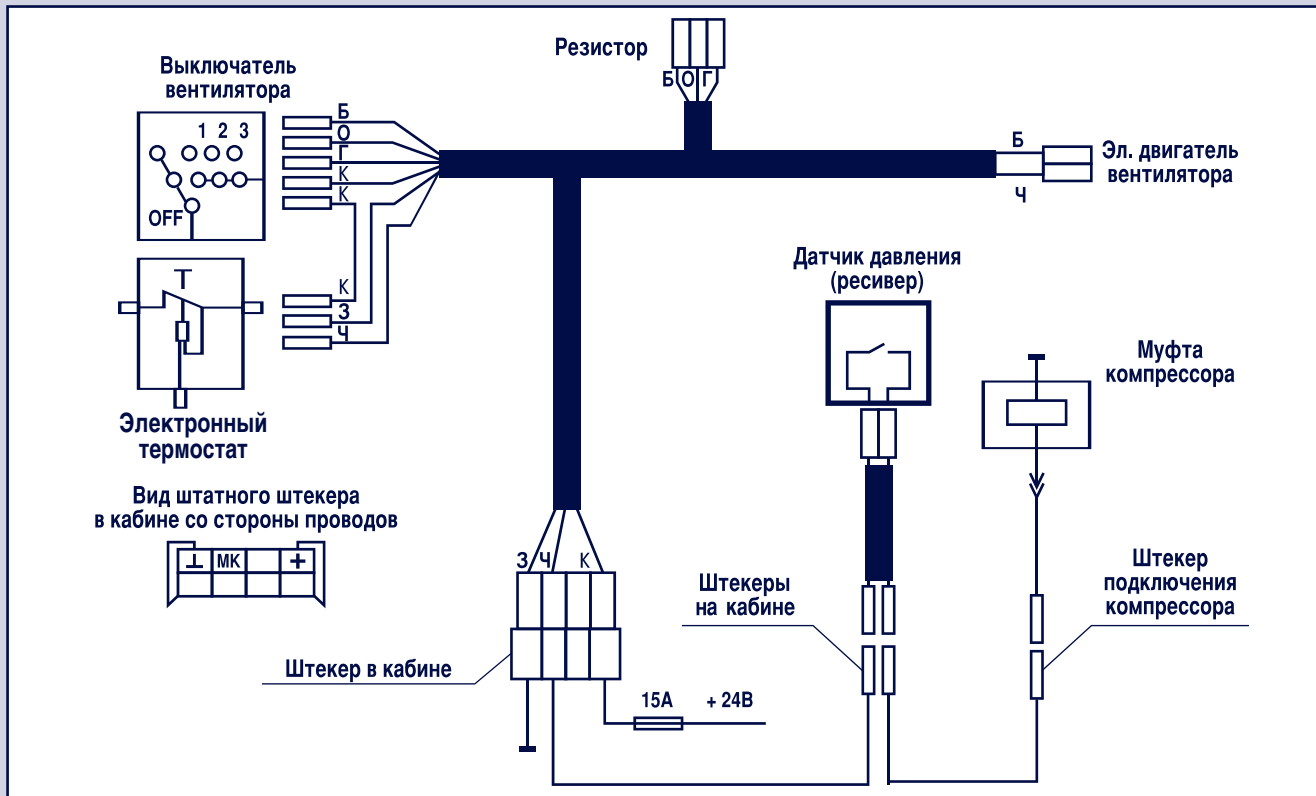 Резистор
Б О Г
Выключатель
вентилятора
1 2 3
OFF
Б
О
Г
К
К
Б
Ч
Эл. двигатель
вентилятора
К
З
Ч
Электронный
термостат
Датчик давления
(ресивер)
Муфта
компрессора
Вид штатного штекера
в кабине со стороны проводов
⊥ МК +
З Ч К
Штекеры
на кабине
Штекер
подключения
компрессора
Штекер в кабине
15А + 24В